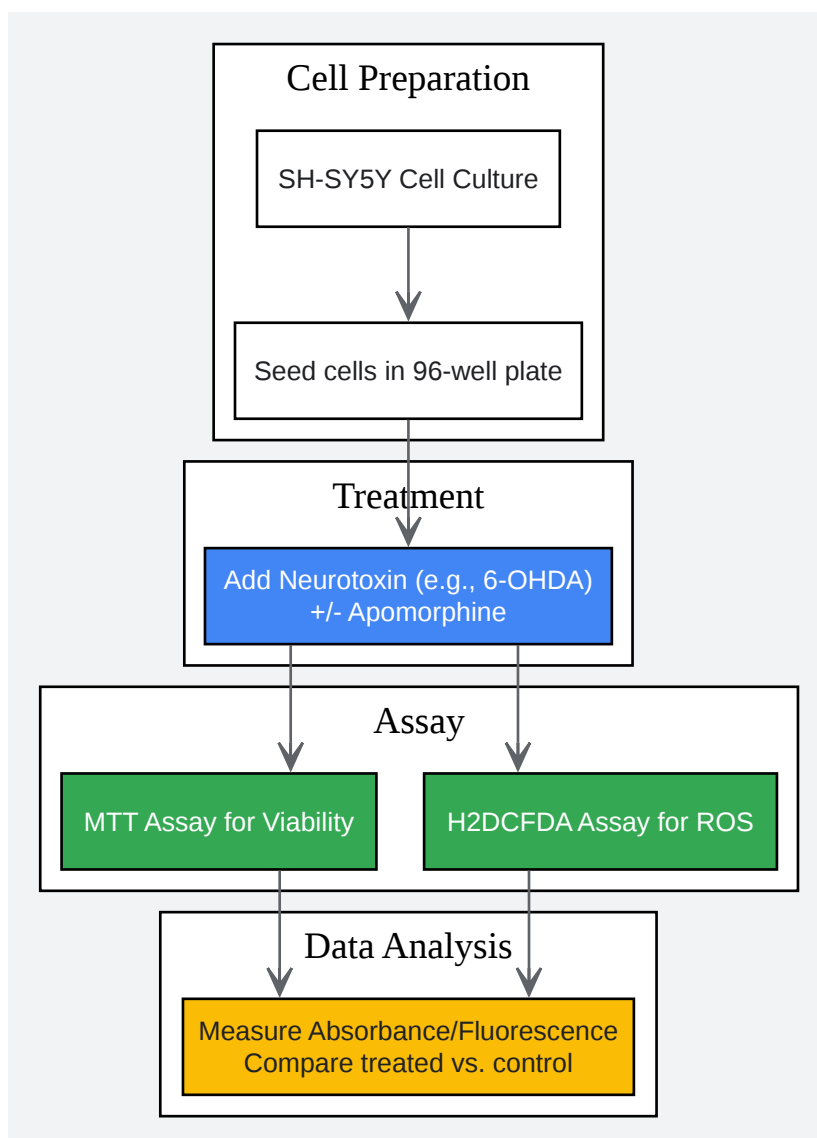 Cell Preparation
SH-SY5Y Cell Culture
Seed cells in 96-well plate
Treatment
Add Neurotoxin (e.g., 6-OHDA)
+/- Apomorphine
Assay
MTT Assay for Viability
H2DCFDA Assay for ROS
Data Analysis
Measure Absorbance/Fluorescence
Compare treated vs. control